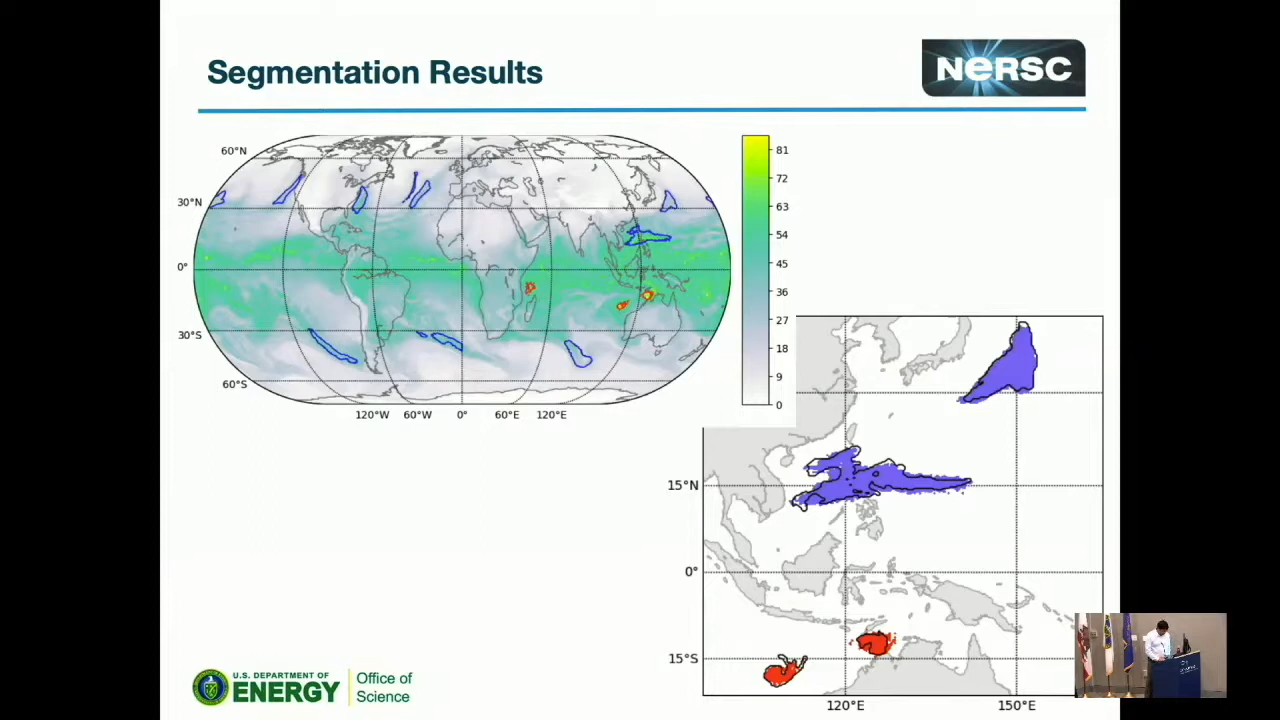 Segmentation Results
NERSC
60°N
30°N
0°
30°S
60°S
120°W 60°W 0° 60°E 120°E
81
72
63
54
45
36
27
18
9
0
15°N
0°
15°S
120°E 150°E
U.S. DEPARTMENT OF
ENERGY
Office of
Science